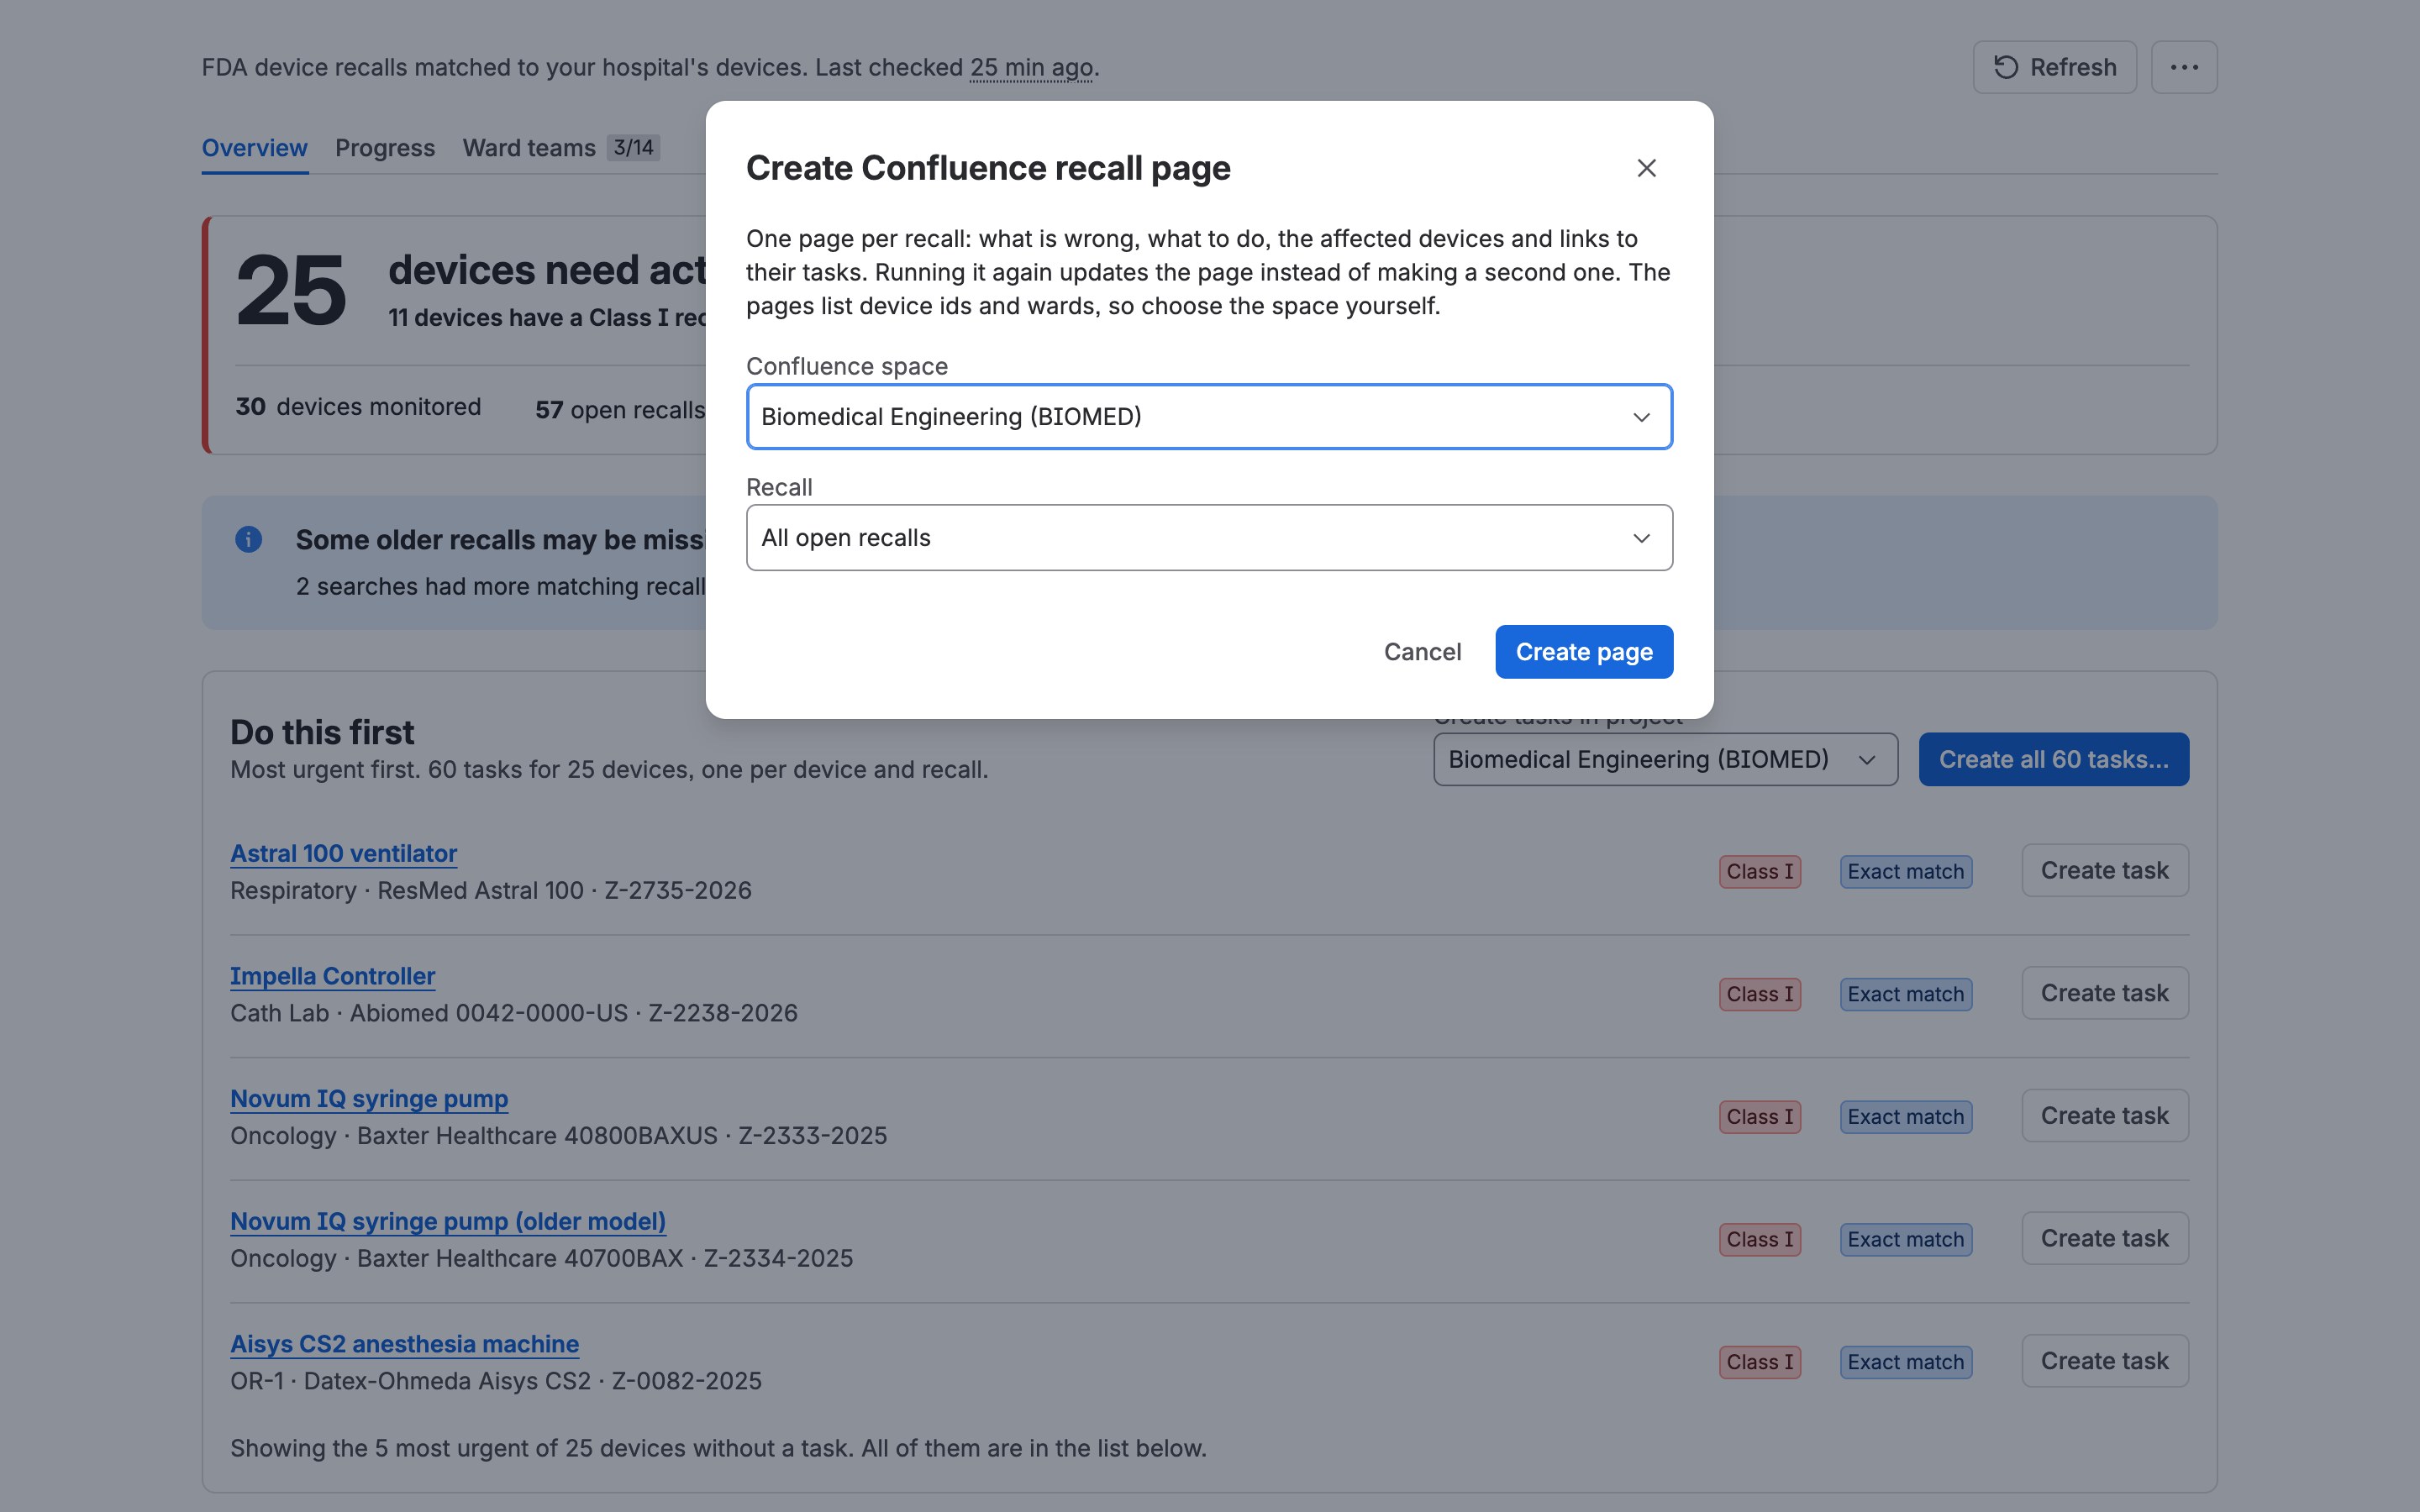 FDA device recalls matched to your hospital's devices. Last checked 25 min ago.
Refresh
Overview
Progress
Ward teams 3/14
Create Confluence recall page
One page per recall: what is wrong, what to do, the affected devices and links to
their tasks. Running it again updates the page instead of making a second one. The
pages list device ids and wards, so choose the space yourself.
Confluence space
Biomedical Engineering (BIOMED)
Recall
All open recalls
Cancel
Create page
25
devices need
11 devices have a Class I
30 devices monitored
57 open recalls
Some older recalls may be
2 searches had more matching
Do this first
Most urgent first. 60 tasks for 25 devices, one per device and recall.
Create tasks in project
Biomedical Engineering (BIOMED)
Create all 60 tasks...
Astral 100 ventilator
Respiratory · ResMed Astral 100 · Z-2735-2026
Class I
Exact match
Create task
Impella Controller
Cath Lab · Abiomed 0042-0000-US · Z-2238-2026
Class I
Exact match
Create task
Novum IQ syringe pump
Oncology · Baxter Healthcare 40800BAXUS · Z-2333-2025
Class I
Exact match
Create task
Novum IQ syringe pump (older model)
Oncology · Baxter Healthcare 40700BAX · Z-2334-2025
Class I
Exact match
Create task
Aisys CS2 anesthesia machine
OR-1 · Datex-Ohmeda Aisys CS2 · Z-0082-2025
Class I
Exact match
Create task
Showing the 5 most urgent of 25 devices without a task. All of them are in the list below.